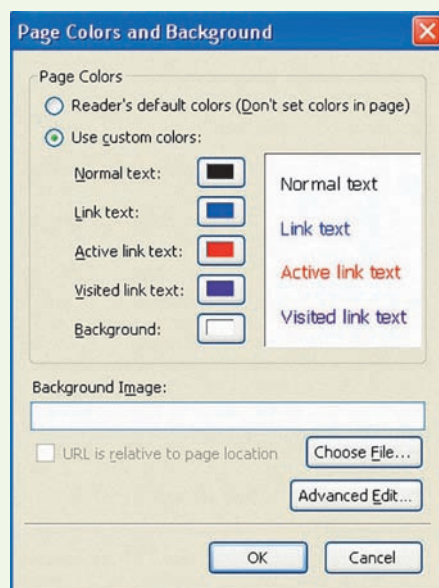 Page Colors and Background
Page Colors
Reader's default colors (Don't set colors in page)
Use custom colors:
Normal text:
Link text:
Active link text:
Visited link text:
Background:
Normal text
Link text
Active link text
Visited link text
Background Image:
URL is relative to page location
Choose File...
Advanced Edit...
OK
Cancel